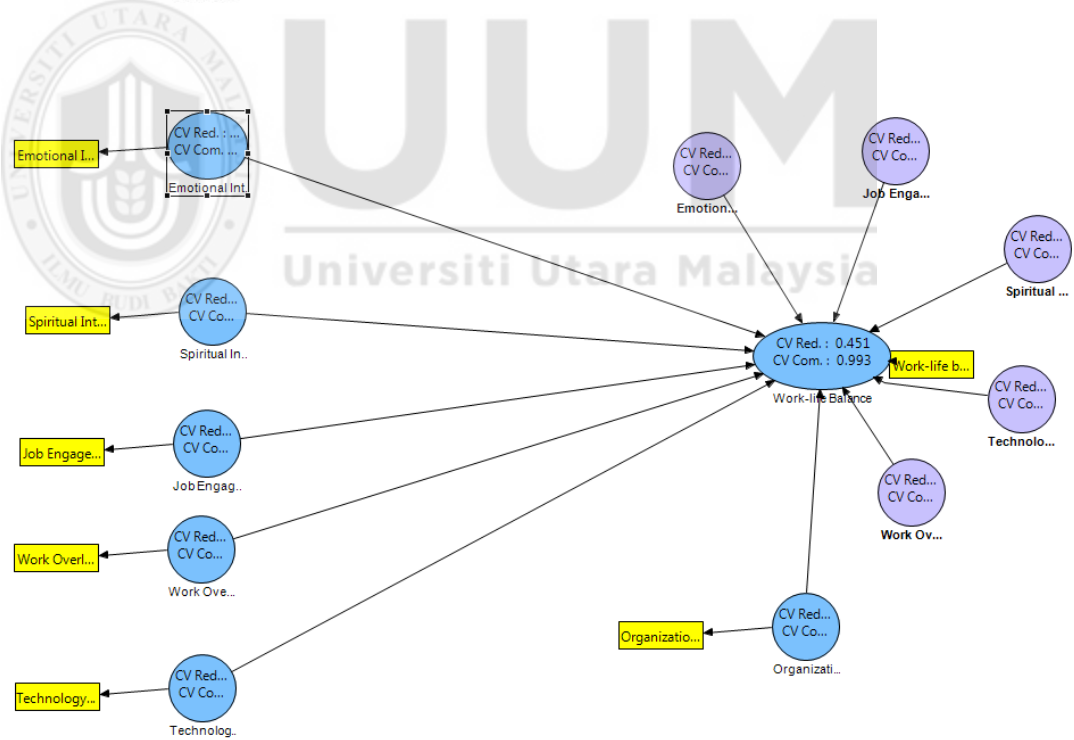 UNIVERSITI UTARA MALAYSIA
ILMU BUDI BAKTI
UUM
Universiti Utara Malaysia
Emotional I...
CV Red. : ...
CV Com. ...
Emotional Int.
CV Red...
CV Co...
Emotion...
CV Red...
CV Co...
Job Enga...
CV Red...
CV Co...
Spiritual ...
Spiritual Int...
CV Red...
CV Co...
Spiritual In..
CV Red. : 0.451
CV Com. : 0.993
Work-life Balance
Work-life b...
CV Red...
CV Co...
Technolo...
Job Engage...
CV Red...
CV Co...
Job Engag..
CV Red...
CV Co...
Work Ov...
Work Overl...
CV Red...
CV Co...
Work Ove...
Organizatio...
CV Red...
CV Co...
Organizati..
Technology...
CV Red...
CV Co...
Technolog..